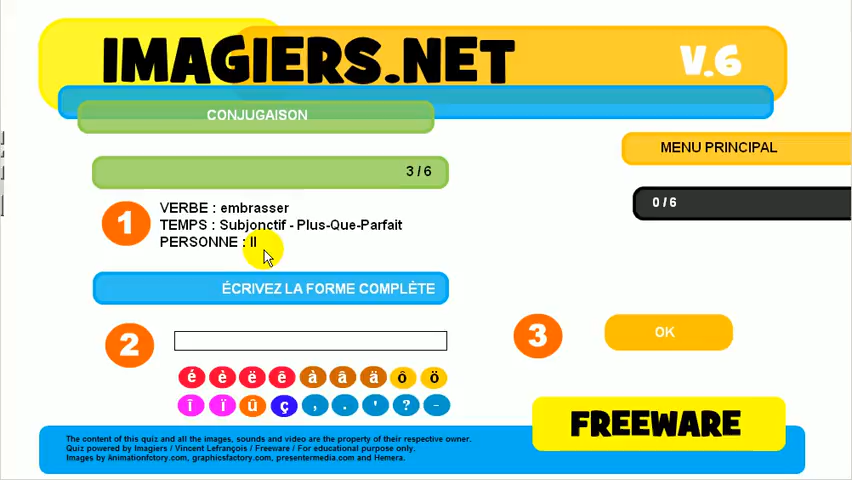 IMAGIERS.NET
V.6
CONJUGAISON
MENU PRINCIPAL
3 / 6
0 / 6
1
VERBE : embrasser
TEMPS : Subjonctif - Plus-Que-Parfait
PERSONNE : Il
ÉCRIVEZ LA FORME COMPLÈTE
2
3
OK
é è ë ê à â ä ô ö
î ï û ç , . ' ? -
FREEWARE
The content of this quiz and all the images, sounds and video are the property of their respective owner.
Quiz powered by Imagiers / Vincent Lefrançois / Freeware / For educational purpose only.
Images by Animationfctory.com, graphicsfactory.com, presentermedia.com and Hemera.